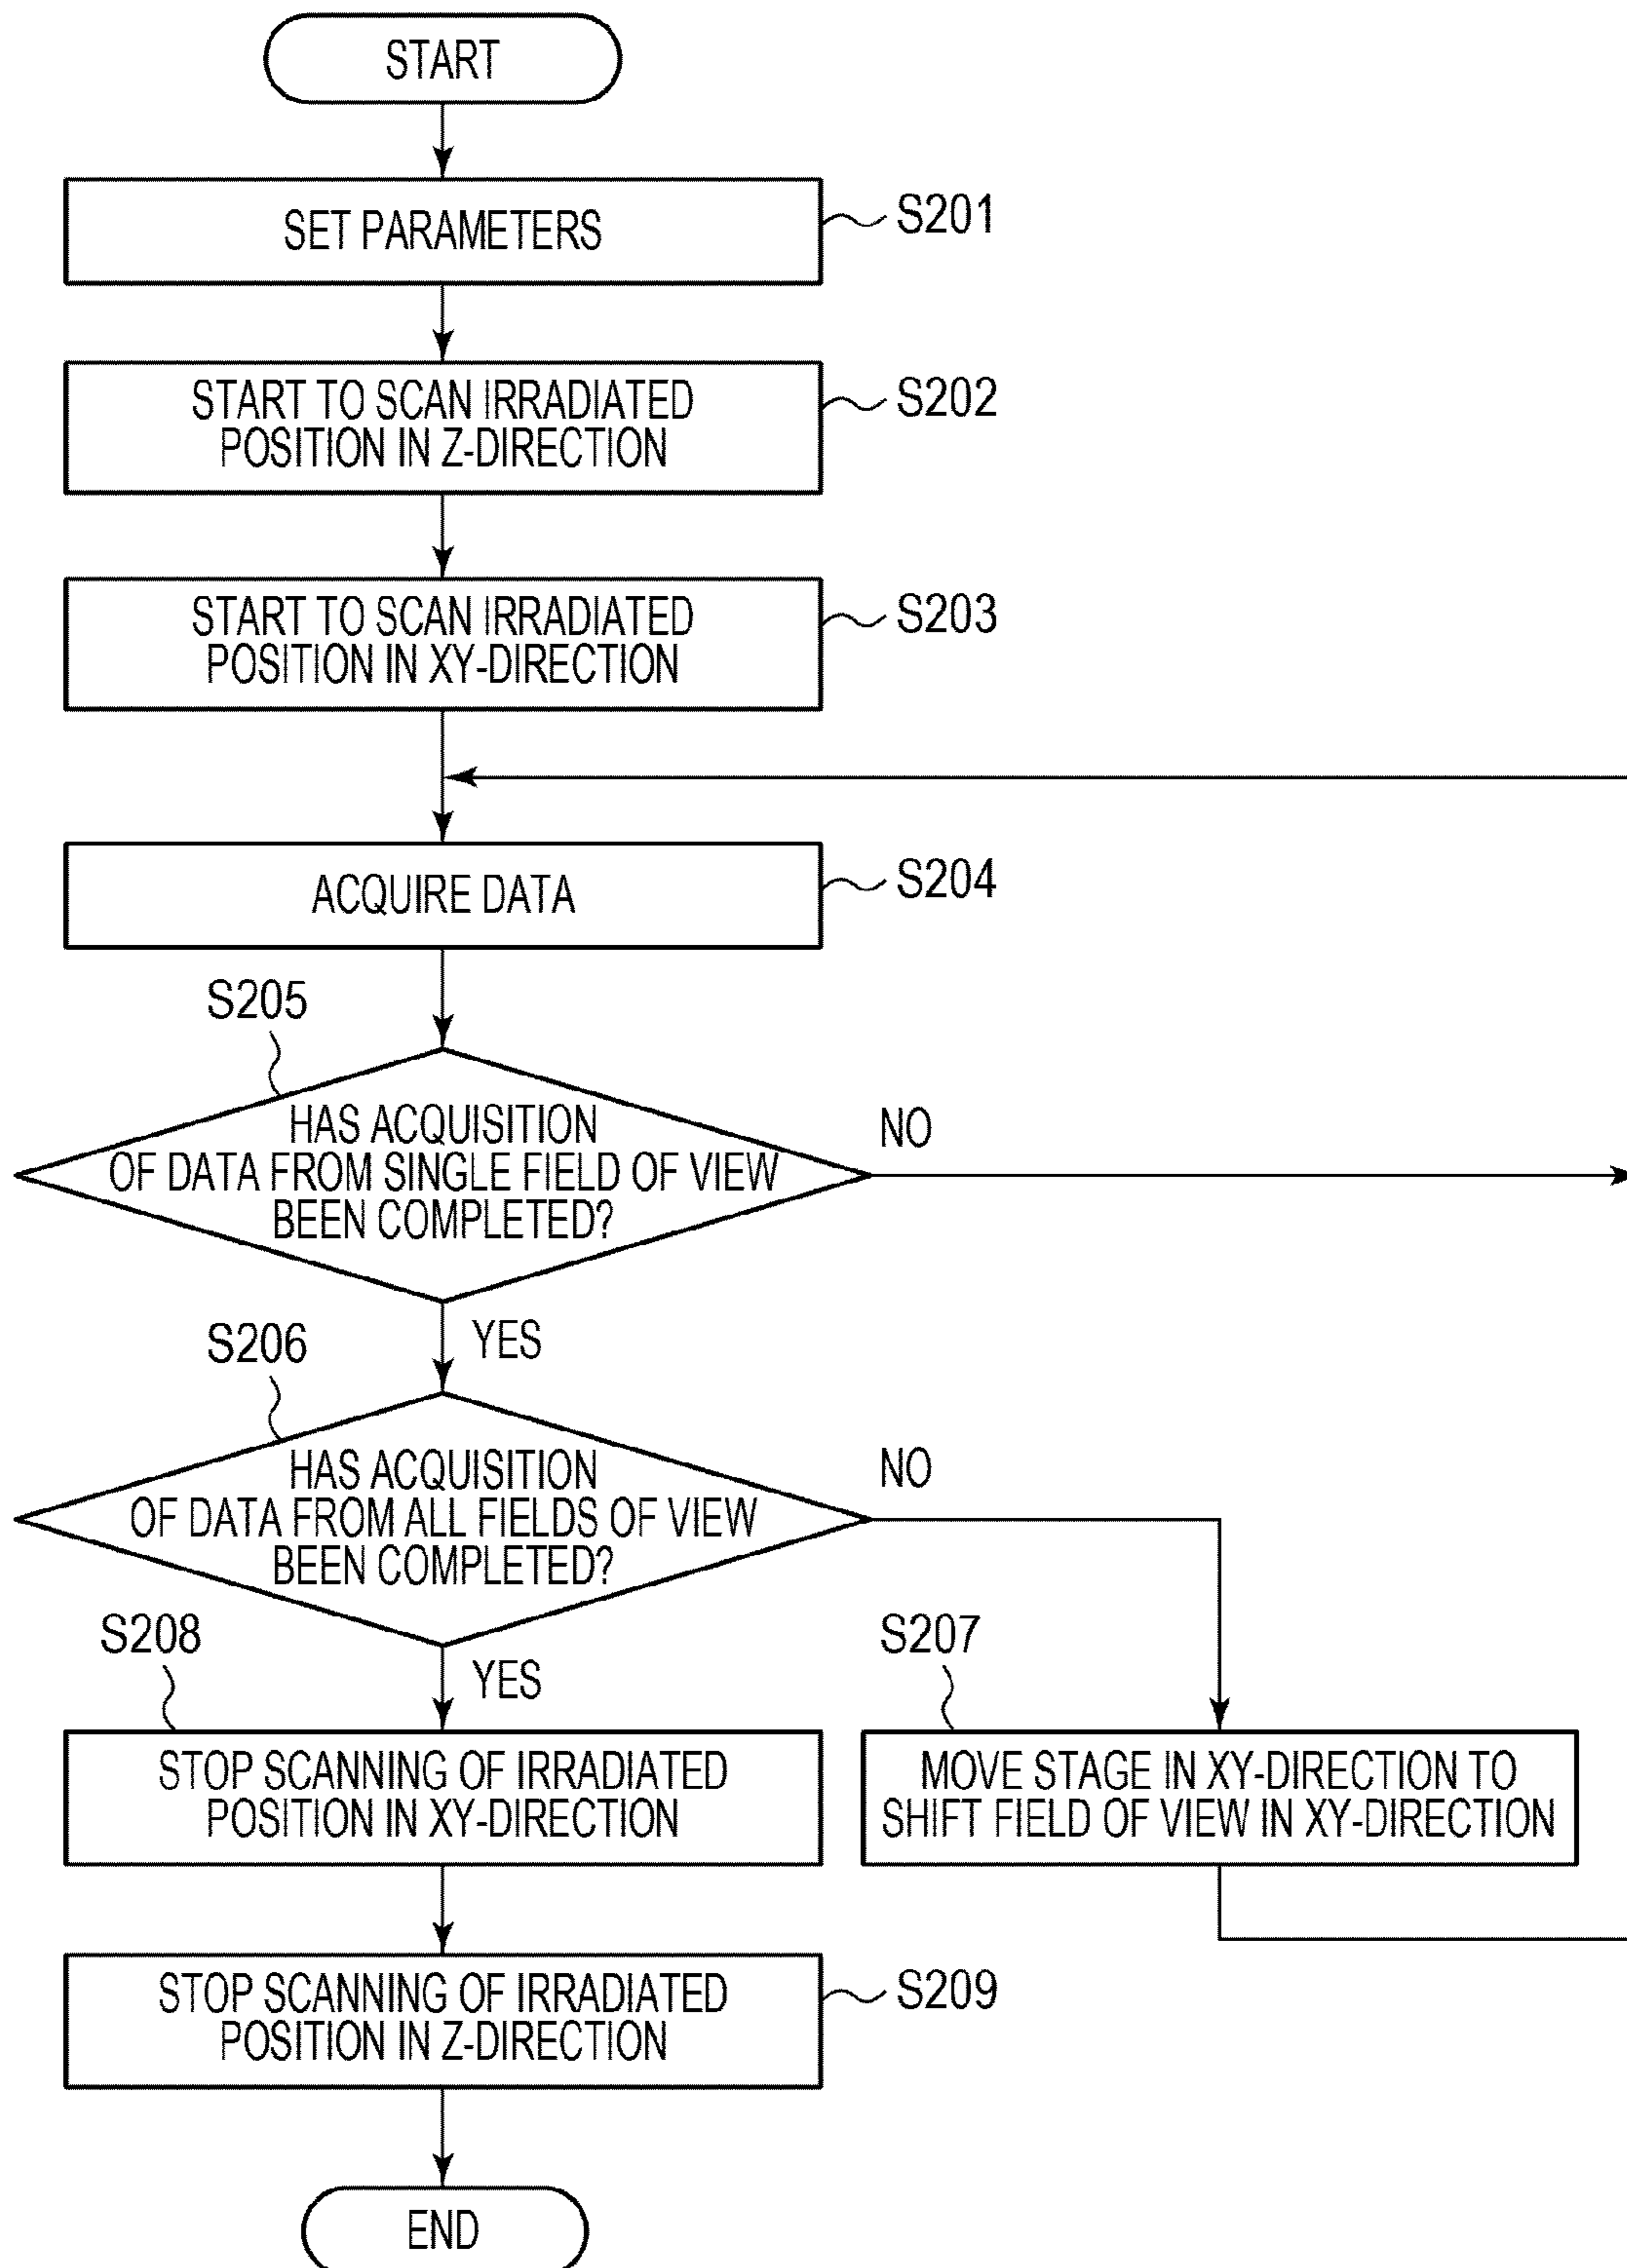 START
SET PARAMETERS
S201
START TO SCAN IRRADIATED
POSITION IN Z-DIRECTION
S202
START TO SCAN IRRADIATED
POSITION IN XY-DIRECTION
S203
ACQUIRE DATA
S204
S205
HAS ACQUISITION
OF DATA FROM SINGLE FIELD OF VIEW
BEEN COMPLETED?
NO
YES
S206
HAS ACQUISITION
OF DATA FROM ALL FIELDS OF VIEW
BEEN COMPLETED?
NO
YES
S207
MOVE STAGE IN XY-DIRECTION TO
SHIFT FIELD OF VIEW IN XY-DIRECTION
S208
STOP SCANNING OF IRRADIATED
POSITION IN XY-DIRECTION
STOP SCANNING OF IRRADIATED
POSITION IN Z-DIRECTION
S209
END